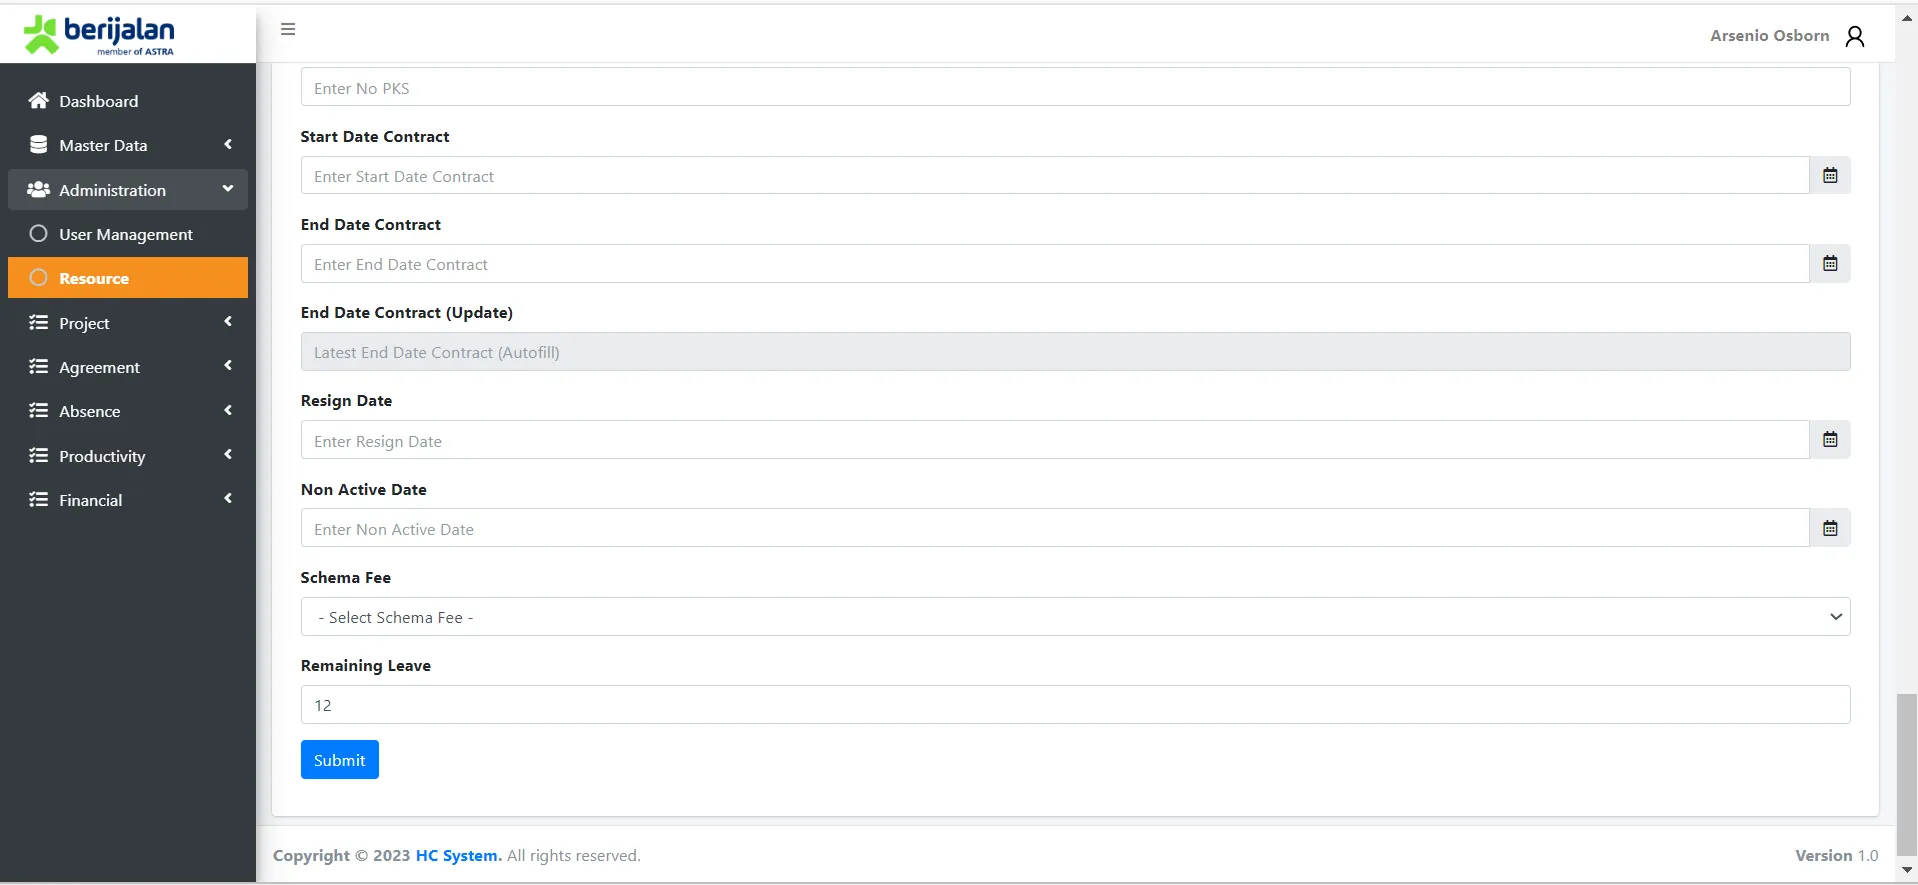 berijalan
member of ASTRA
Arsenio Osborn
Dashboard
Master Data
Administration
User Management
Resource
Project
Agreement
Absence
Productivity
Financial
Enter No PKS
Start Date Contract
Enter Start Date Contract
End Date Contract
Enter End Date Contract
End Date Contract (Update)
Latest End Date Contract (Autofill)
Resign Date
Enter Resign Date
Non Active Date
Enter Non Active Date
Schema Fee
- Select Schema Fee -
Remaining Leave
12
Submit
Copyright © 2023 HC System. All rights reserved.
Version 1.0